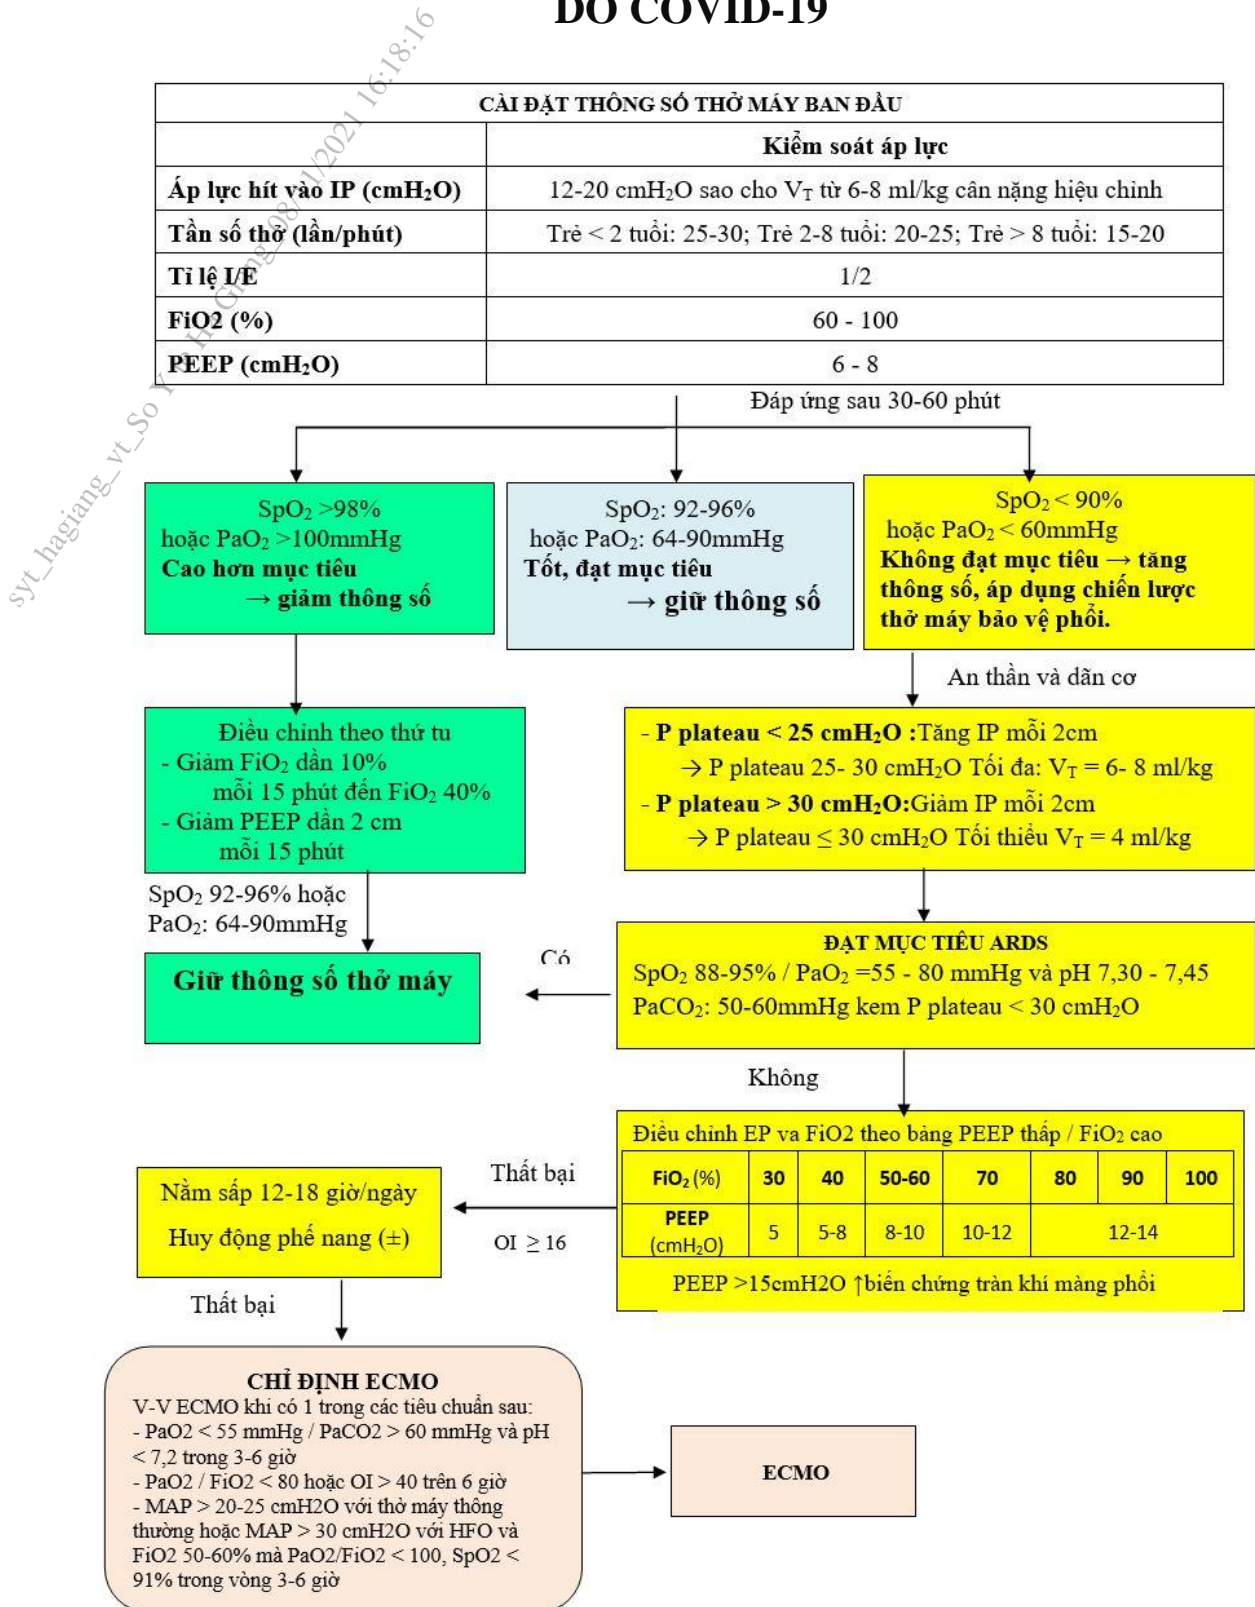 DO COVID-19
CÀI ĐẶT THÔNG SỐ THỞ MÁY BAN ĐẦU
Kiểm soát áp lực
Áp lực hít vào IP (cmH₂O) 12-20 cmH₂O sao cho V_T từ 6-8 ml/kg cân nặng hiệu chỉnh
Tần số thở (lần/phút) Trẻ < 2 tuổi: 25-30; Trẻ 2-8 tuổi: 20-25; Trẻ > 8 tuổi: 15-20
Tỉ lệ I/E 1/2
FiO2 (%) 60 - 100
PEEP (cmH₂O) 6 - 8
Đáp ứng sau 30-60 phút
SpO₂ >98%
hoặc PaO₂ >100mmHg
Cao hơn mục tiêu
→ giảm thông số
SpO₂: 92-96%
hoặc PaO₂: 64-90mmHg
Tốt, đạt mục tiêu
→ giữ thông số
SpO₂ < 90%
hoặc PaO₂ < 60mmHg
Không đạt mục tiêu → tăng
thông số, áp dụng chiến lược
thở máy bảo vệ phổi.
An thần và dãn cơ
Điều chỉnh theo thứ tu
- Giảm FiO₂ dần 10%
mỗi 15 phút đến FiO₂ 40%
- Giảm PEEP dần 2 cm
mỗi 15 phút
- P plateau < 25 cmH₂O :Tăng IP mỗi 2cm
→ P plateau 25- 30 cmH₂O Tối đa: V_T = 6- 8 ml/kg
- P plateau > 30 cmH₂O:Giảm IP mỗi 2cm
→ P plateau ≤ 30 cmH₂O Tối thiểu V_T = 4 ml/kg
SpO₂ 92-96% hoặc
PaO₂: 64-90mmHg
Giữ thông số thở máy
Có
ĐẠT MỤC TIÊU ARDS
SpO₂ 88-95% / PaO₂ =55 - 80 mmHg và pH 7,30 - 7,45
PaCO₂: 50-60mmHg kem P plateau < 30 cmH₂O
Không
Điều chỉnh EP va FiO2 theo bảng PEEP thấp / FiO₂ cao
FiO₂ (%) 30 40 50-60 70 80 90 100
PEEP
(cmH₂O) 5 5-8 8-10 10-12 12-14
PEEP >15cmH2O ↑biến chứng tràn khí màng phổi
Thất bại
OI ≥ 16
Nằm sấp 12-18 giờ/ngày
Huy động phế nang (±)
Thất bại
CHỈ ĐỊNH ECMO
V-V ECMO khi có 1 trong các tiêu chuẩn sau:
- PaO2 < 55 mmHg / PaCO2 > 60 mmHg và pH
< 7,2 trong 3-6 giờ
- PaO2 / FiO2 < 80 hoặc OI > 40 trên 6 giờ
- MAP > 20-25 cmH2O với thở máy thông
thường hoặc MAP > 30 cmH2O với HFO và
FiO2 50-60% mà PaO2/FiO2 < 100, SpO2 <
91% trong vòng 3-6 giờ
ECMO
syt_hagiang_vt_So Y Giang_08/11/2021 16:18:16